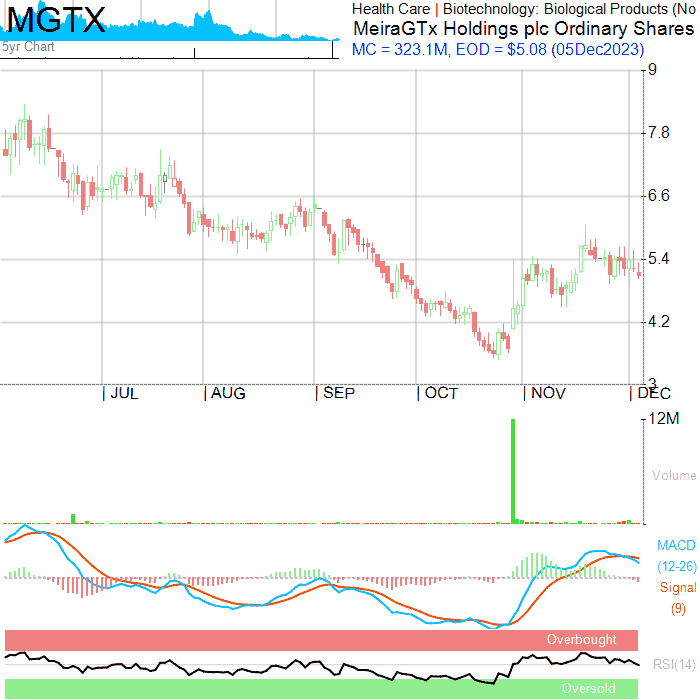 MGTX
5yr Chart
Health Care | Biotechnology: Biological Products (No
MeiraGTx Holdings plc Ordinary Shares
MC = 323.1M, EOD = $5.08 (05Dec2023)
9
7.8
6.6
5.4
4.2
3
JUL AUG SEP OCT NOV DEC
12M
Volume
MACD
(12-26)
Signal
(9)
Overbought
RSI(14)
Oversold